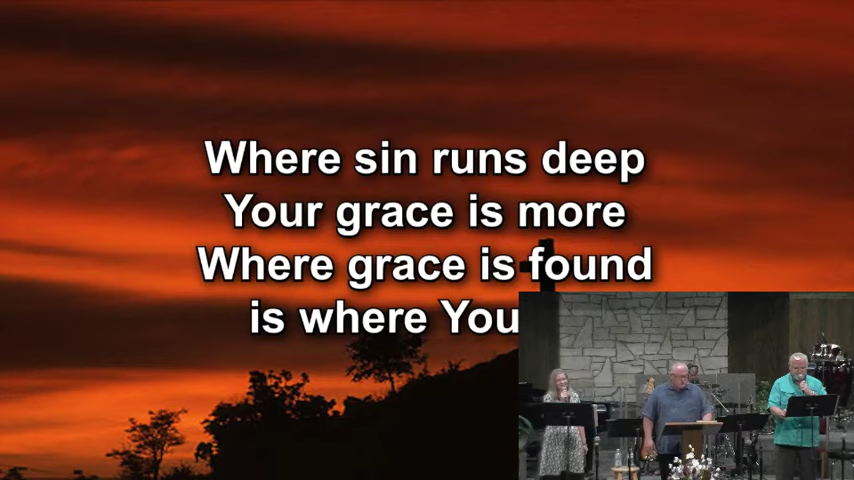 Where sin runs deep
Your grace is more
Where grace is found
is where You